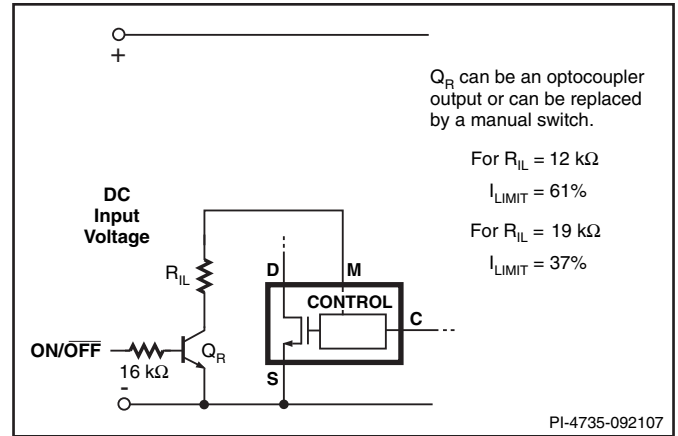 +
Q_R can be an optocoupler
output or can be replaced
by a manual switch.
For R_IL = 12 kΩ
I_LIMIT = 61%
For R_IL = 19 kΩ
I_LIMIT = 37%
DC
Input
Voltage
R_IL
D
M
CONTROL
C
ON/OFF
16 kΩ
Q_R
S
-
PI-4735-092107